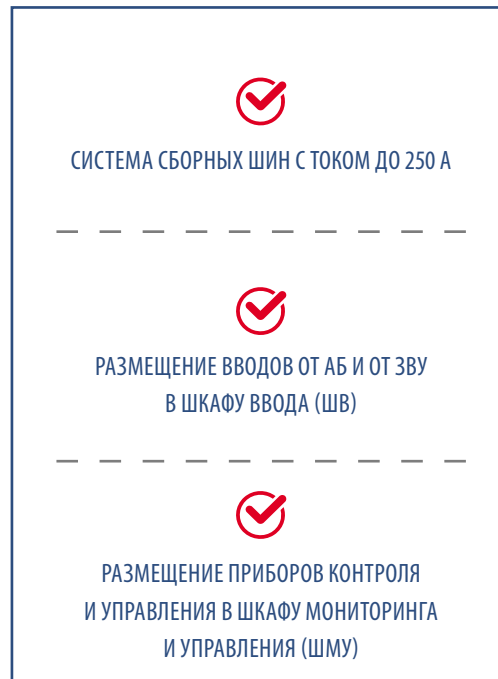 СИСТЕМА СБОРНЫХ ШИН С ТОКОМ ДО 250 А
РАЗМЕЩЕНИЕ ВВОДОВ ОТ АБ И ОТ ЗВУ
В ШКАФУ ВВОДА (ШВ)
РАЗМЕЩЕНИЕ ПРИБОРОВ КОНТРОЛЯ
И УПРАВЛЕНИЯ В ШКАФУ МОНИТОРИНГА
И УПРАВЛЕНИЯ (ШМУ)